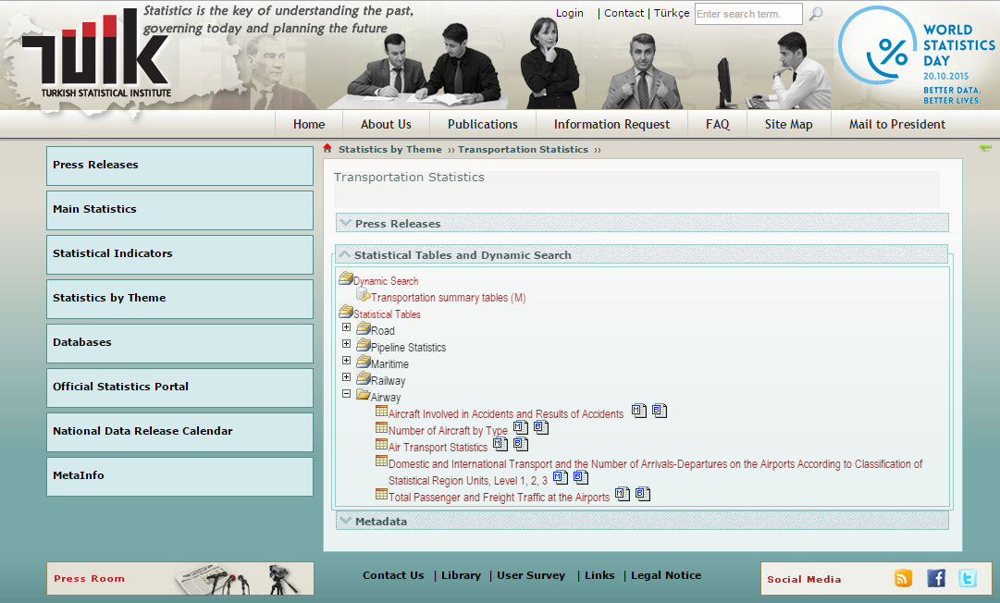 Statistics is the key of understanding the past,
governing today and planning the future
TUIK
TURKISH STATISTICAL INSTITUTE
Login | Contact | Türkçe Enter search term.
WORLD
STATISTICS
DAY
20.10.2015
BETTER DATA.
BETTER LIVES.
%
Home About Us Publications Information Request FAQ Site Map Mail to President
Press Releases
Main Statistics
Statistical Indicators
Statistics by Theme
Databases
Official Statistics Portal
National Data Release Calendar
MetaInfo
Statistics by Theme ›› Transportation Statistics ››
Transportation Statistics
Press Releases
Statistical Tables and Dynamic Search
Dynamic Search
Transportation summary tables (M)
Statistical Tables
Road
Pipeline Statistics
Maritime
Railway
Airway
Aircraft Involved in Accidents and Results of Accidents M B
Number of Aircraft by Type M B
Air Transport Statistics M B
Domestic and International Transport and the Number of Arrivals-Departures on the Airports According to Classification of
Statistical Region Units, Level 1, 2, 3 M B
Total Passenger and Freight Traffic at the Airports M B
Metadata
Press Room
Contact Us | Library | User Survey | Links | Legal Notice
Social Media